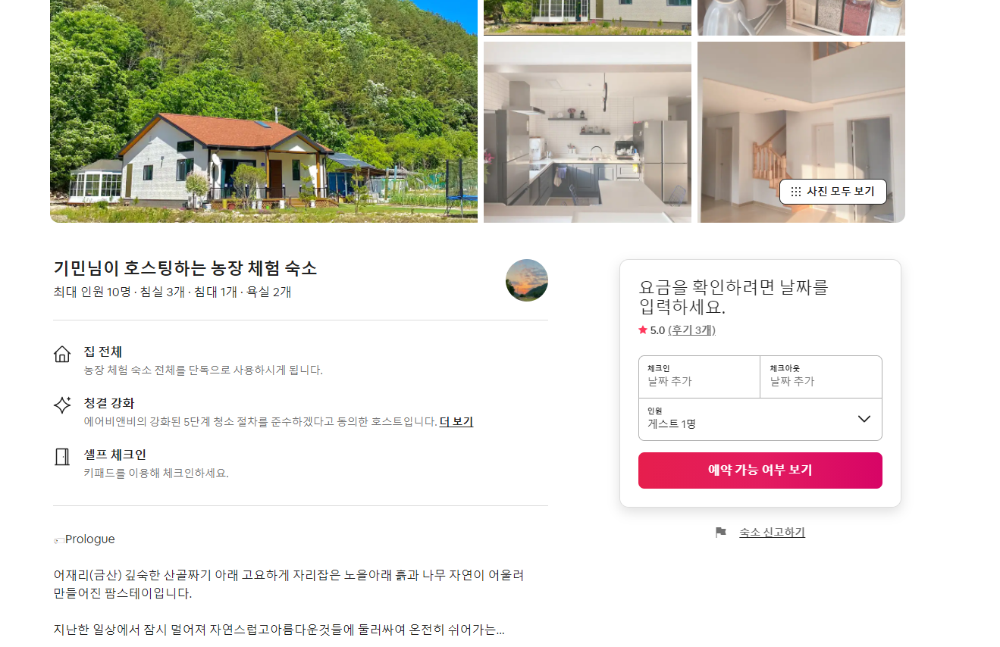 사진 모두 보기
기민님이 호스팅하는 농장 체험 숙소
최대 인원 10명 · 침실 3개 · 침대 1개 · 욕실 2개
집 전체
농장 체험 숙소 전체를 단독으로 사용하시게 됩니다.
청결 강화
에어비앤비의 강화된 5단계 청소 절차를 준수하겠다고 동의한 호스트입니다. 더 보기
셀프 체크인
키패드를 이용해 체크인하세요.
Prologue
어재리(금산) 깊숙한 산골짜기 아래 고요하게 자리잡은 노을아래 흙과 나무 자연이 어울려
만들어진 팜스테이입니다.
지난한 일상에서 잠시 멀어져 자연스럽고아름다운것들에 둘러싸여 온전히 쉬어가는...
요금을 확인하려면 날짜를
입력하세요.
5.0 (후기 3개)
체크인
날짜 추가
체크아웃
날짜 추가
인원
게스트 1명
예약 가능 여부 보기
숙소 신고하기